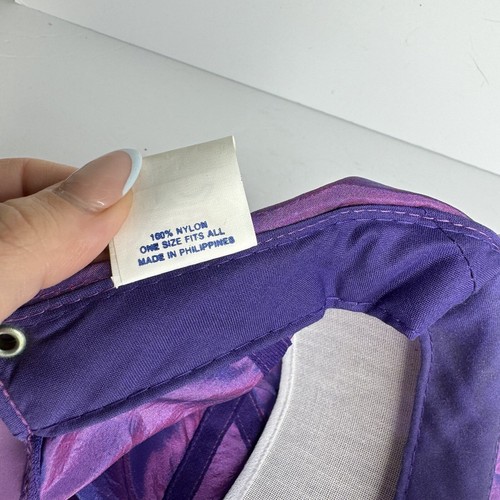 100% NYLON
ONE SIZE FITS ALL
MADE IN PHILIPPINES